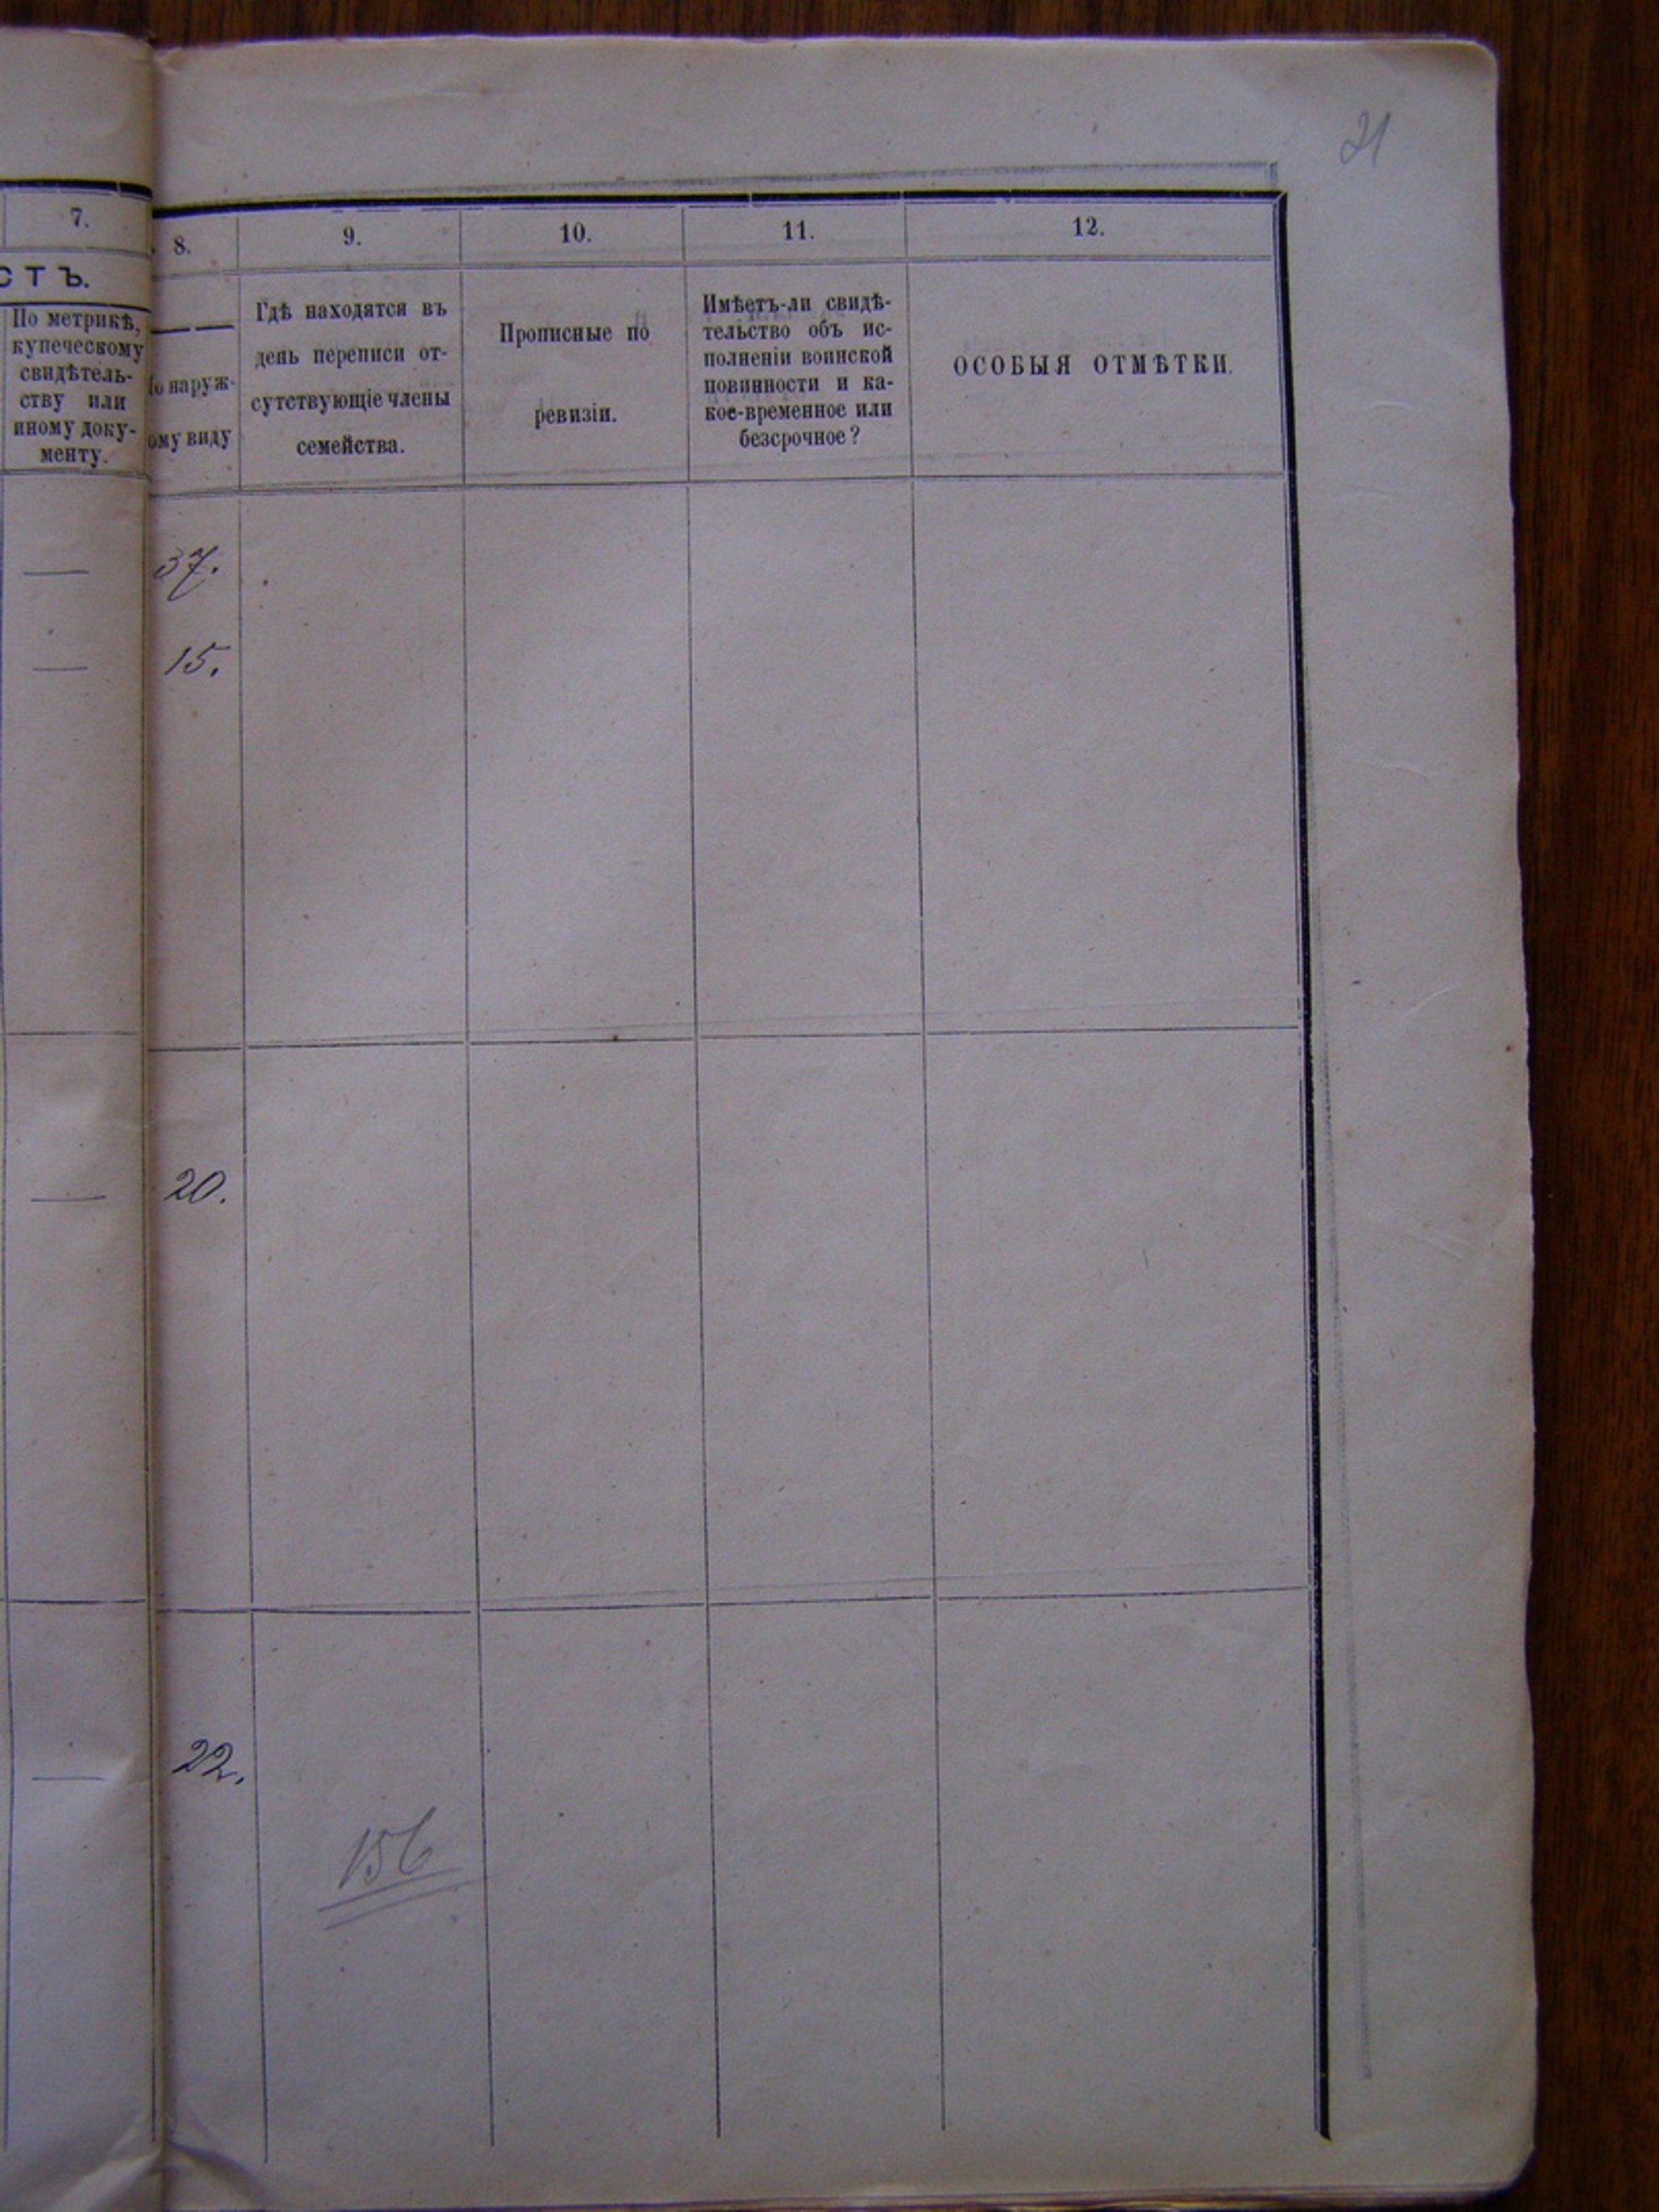 21
7.
8.
9.
10.
11.
12.
СТЪ.
По метрикѣ,
купеческому
свидѣтель-
ству или
иному доку-
менту.
о наруж-
ому виду
Гдѣ находятся въ
день переписи от-
сутствующіе члены
семейства.
Прописные по
ревизіи.
Имѣетъ-ли свидѣ-
тельство объ ис-
полненіи воинской
повинности и ка-
кое-временное или
безсрочное?
ОСОБЫЯ ОТМѢТКИ.
— 37.
— 15.
— 20.
— 22.
156